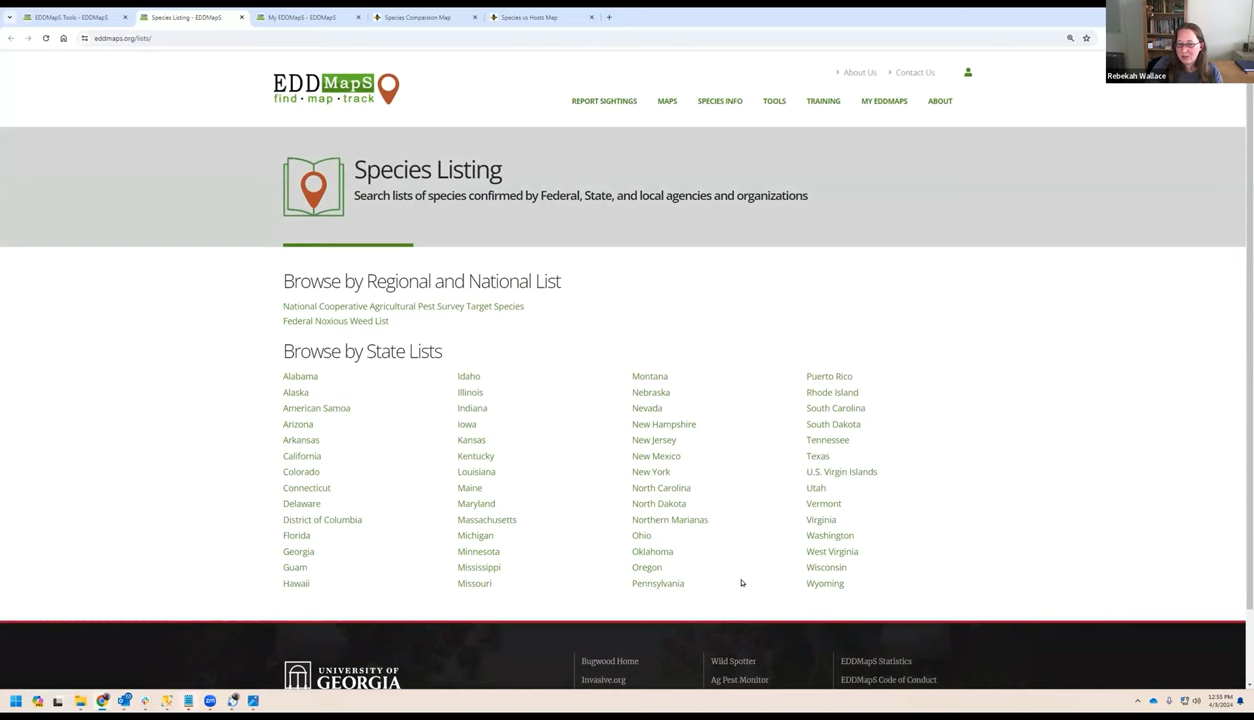 EDDMapS Tools - EDDMapS
Species Listing - EDDMapS
My EDDMapS - EDDMapS
Species Comparison Map
Species vs Hosts Map
eddmaps.org/lists/
Rebekah Wallace
EDDMapS
find·map·track
About Us
Contact Us
REPORT SIGHTINGS
MAPS
SPECIES INFO
TOOLS
TRAINING
MY EDDMAPS
ABOUT
Species Listing
Search lists of species confirmed by Federal, State, and local agencies and organizations
Browse by Regional and National List
National Cooperative Agricultural Pest Survey Target Species
Federal Noxious Weed List
Browse by State Lists
Alabama
Alaska
American Samoa
Arizona
Arkansas
California
Colorado
Connecticut
Delaware
District of Columbia
Florida
Georgia
Guam
Hawaii
Idaho
Illinois
Indiana
Iowa
Kansas
Kentucky
Louisiana
Maine
Maryland
Massachusetts
Michigan
Minnesota
Mississippi
Missouri
Montana
Nebraska
Nevada
New Hampshire
New Jersey
New Mexico
New York
North Carolina
North Dakota
Northern Marianas
Ohio
Oklahoma
Oregon
Pennsylvania
Puerto Rico
Rhode Island
South Carolina
South Dakota
Tennessee
Texas
U.S. Virgin Islands
Utah
Vermont
Virginia
Washington
West Virginia
Wisconsin
Wyoming
UNIVERSITY OF
GEORGIA
Bugwood Home
Invasive.org
Wild Spotter
Ag Pest Monitor
EDDMapS Statistics
EDDMapS Code of Conduct
12:55 PM
4/3/2024